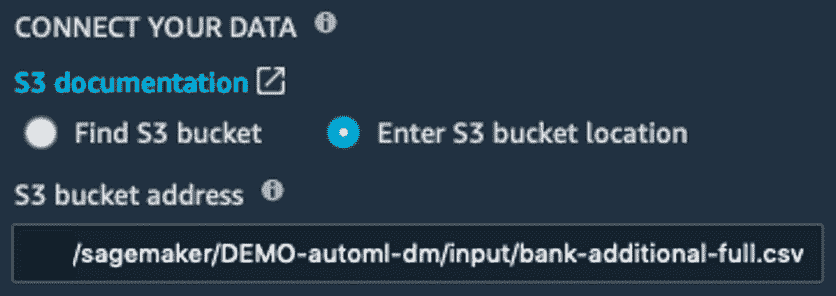 CONNECT YOUR DATA
S3 documentation
Find S3 bucket Enter S3 bucket location
S3 bucket address
/sagemaker/DEMO-automl-dm/input/bank-additional-full.csv